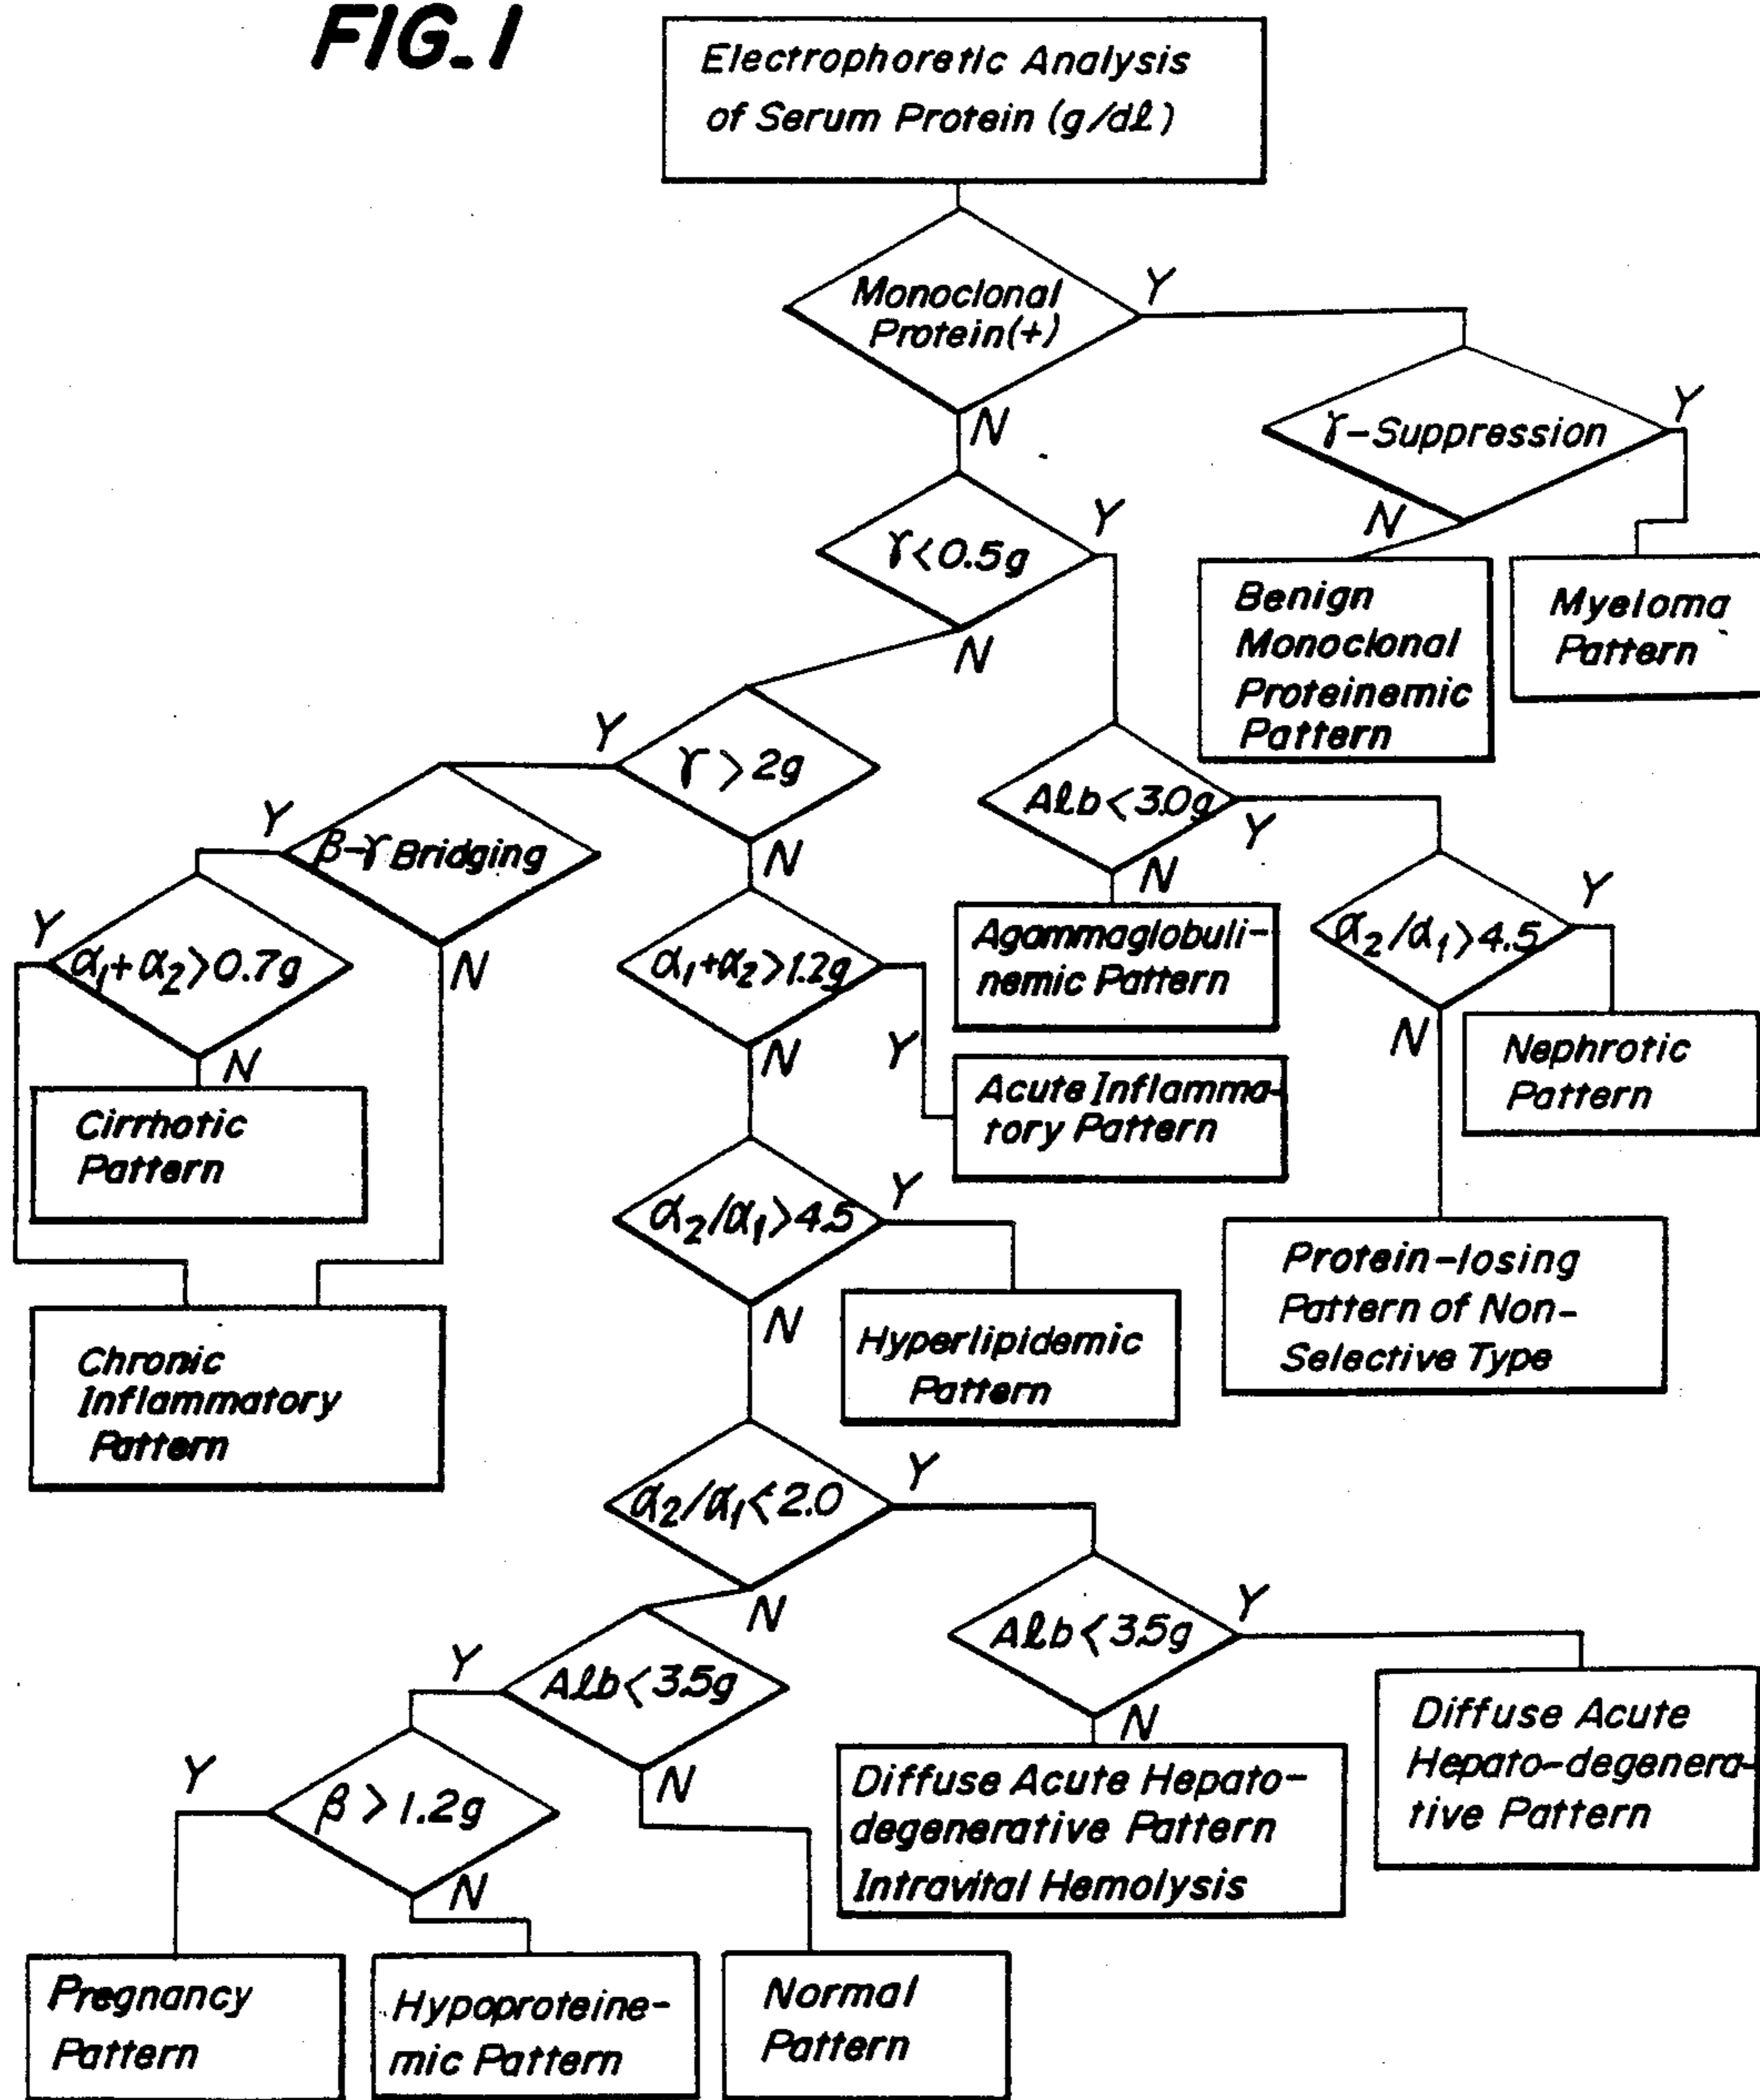 FIG. 1
Electrophoretic Analysis
of Serum Protein (g/dℓ)
Monoclonal
Protein(+)
Y
N
γ-Suppression
Y
N
γ<0.5g
Y
N
Benign
Monoclonal
Proteinemic
Pattern
Myeloma
Pattern
γ>2g
Y
N
Aℓb<3.0g
Y
N
β-γ Bridging
Y
N
α₁+α₂>0.7g
Y
N
α₁+α₂>1.2g
N
Y
Agammaglobuli-
nemic Pattern
α₂/α₁>4.5
Y
N
Nephrotic
Pattern
Cirrhotic
Pattern
Acute Inflamma-
tory Pattern
α₂/α₁>4.5
Y
N
Protein-losing
Pattern of Non-
Selective Type
Hyperlipidemic
Pattern
Chronic
Inflammatory
Pattern
α₂/α₁<2.0
Y
N
Aℓb<3.5g
Y
N
Aℓb<3.5g
Y
N
Diffuse Acute
Hepato-degenera-
tive Pattern
Diffuse Acute Hepato-
degenerative Pattern
Intravital Hemolysis
β>1.2g
Y
N
Pregnancy
Pattern
Hypoproteine-
mic Pattern
Normal
Pattern